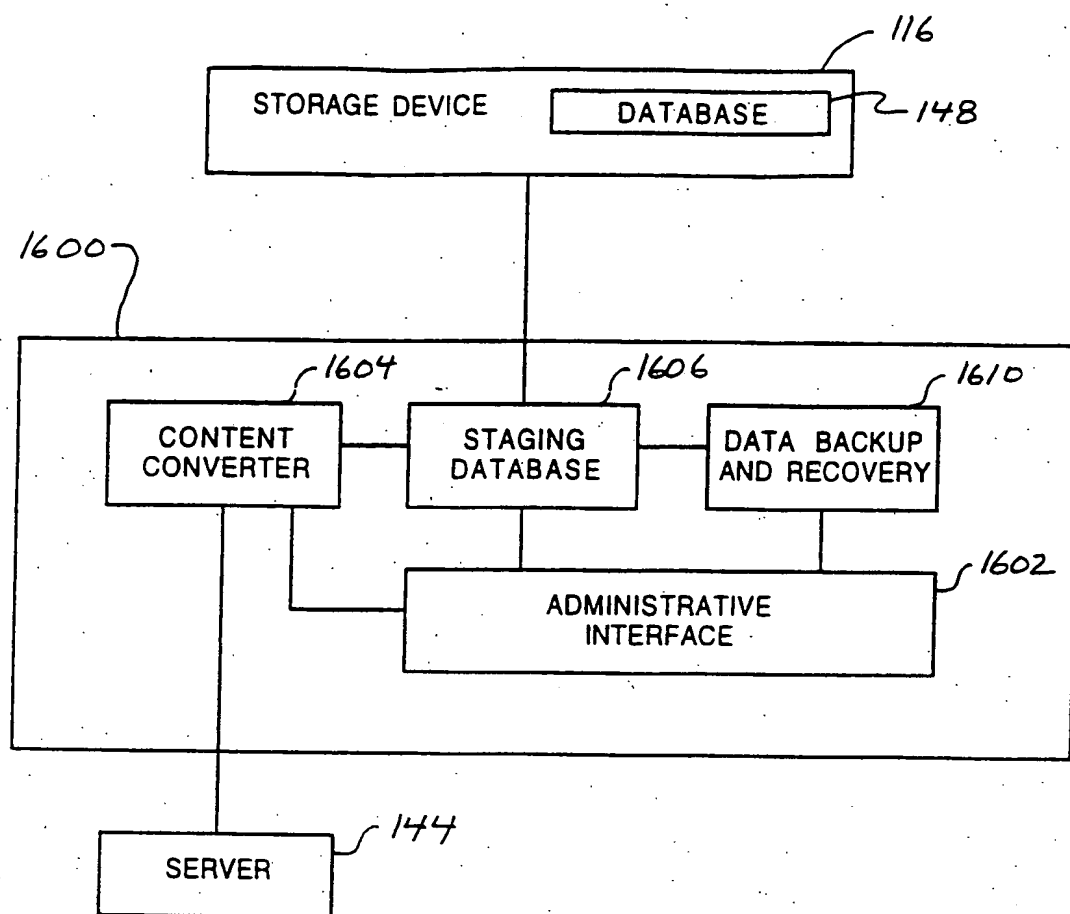 116
STORAGE DEVICE
DATABASE
148
1600
1604
1606
1610
CONTENT
CONVERTER
STAGING
DATABASE
DATA BACKUP
AND RECOVERY
1602
ADMINISTRATIVE
INTERFACE
144
SERVER